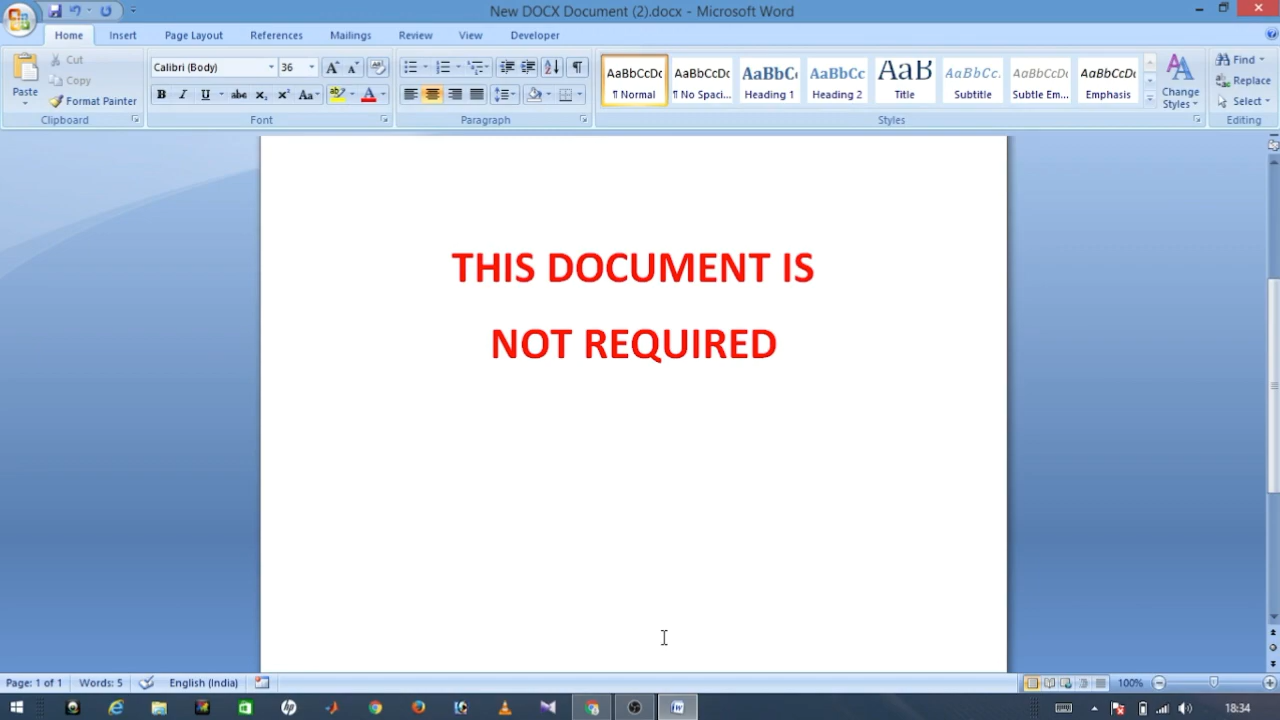 New DOCX Document (2).docx - Microsoft Word
Home Insert Page Layout References Mailings Review View Developer
Cut
Copy
Format Painter
Paste
Calibri (Body) 36
AaBbCcDc AaBbCcDc AaBbCc AaBbCc AaB AaBbCc. AaBbCcDc AaBbCcDc
¶ Normal ¶ No Spaci... Heading 1 Heading 2 Title Subtitle Subtle Em... Emphasis
Change Styles
Find
Replace
Select
Clipboard Font Paragraph Styles Editing
THIS DOCUMENT IS
NOT REQUIRED
Page: 1 of 1 Words: 5 English (India) 100%
18:34